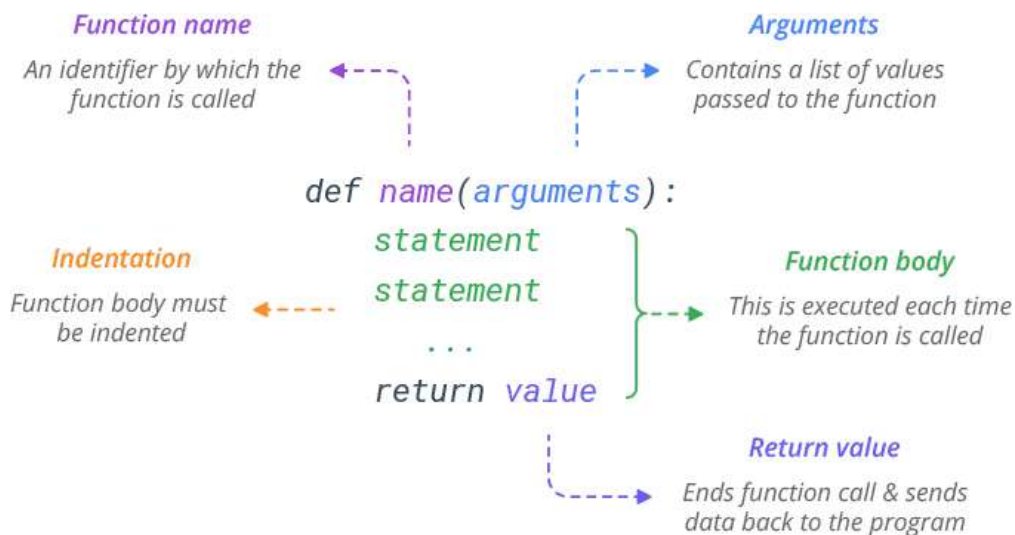 Function name
An identifier by which the
function is called
Arguments
Contains a list of values
passed to the function
def name(arguments):
statement
statement
...
return value
Indentation
Function body must
be indented
Function body
This is executed each time
the function is called
Return value
Ends function call & sends
data back to the program